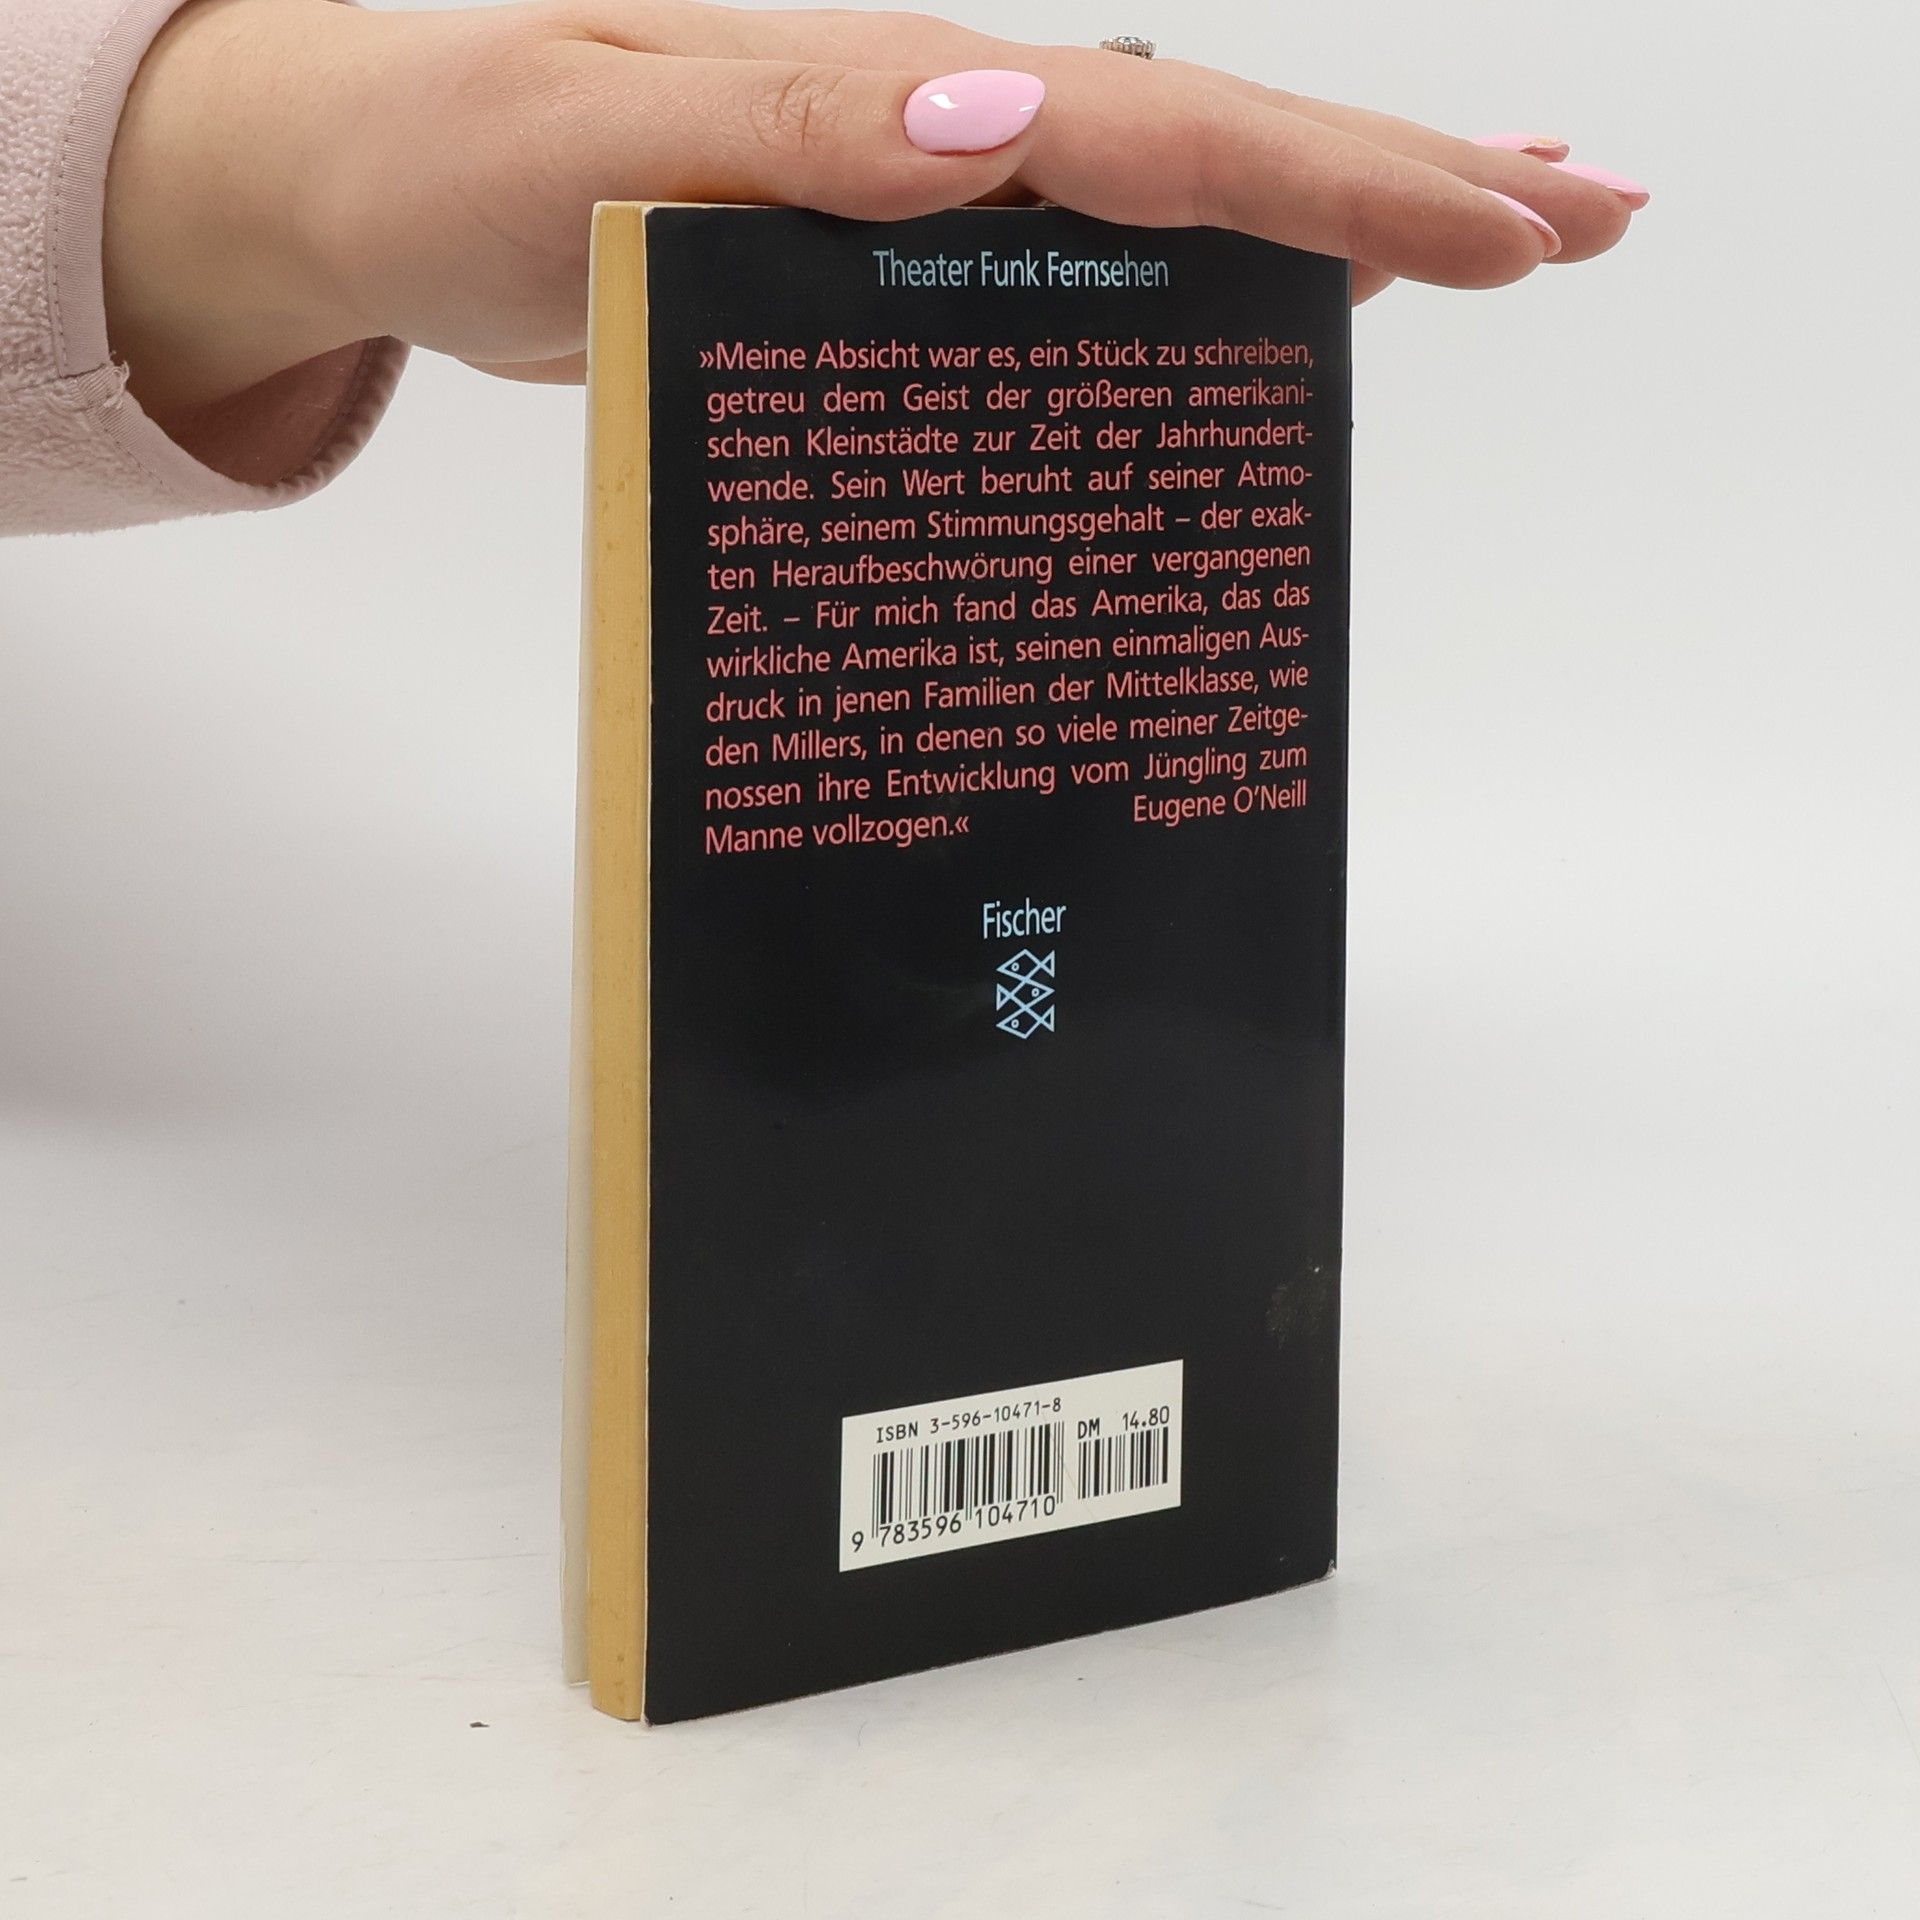 Theater Funk Fernsehen
»Meine Absicht war es, ein Stück zu schreiben,
getreu dem Geist der größeren amerikani-
schen Kleinstädte zur Zeit der Jahrhundert-
wende. Sein Wert beruht auf seiner Atmo-
sphäre, seinem Stimmungsgehalt – der exak-
ten Heraufbeschwörung einer vergangenen
Zeit. – Für mich fand das Amerika, das das
wirkliche Amerika ist, seinen einmaligen Aus-
druck in jenen Familien der Mittelklasse, wie
den Millers, in denen so viele meiner Zeitge-
nossen ihre Entwicklung vom Jüngling zum
Manne vollzogen.« Eugene O'Neill
Fischer
ISBN 3-596-10471-8 DM 14.80
9 783596 104710